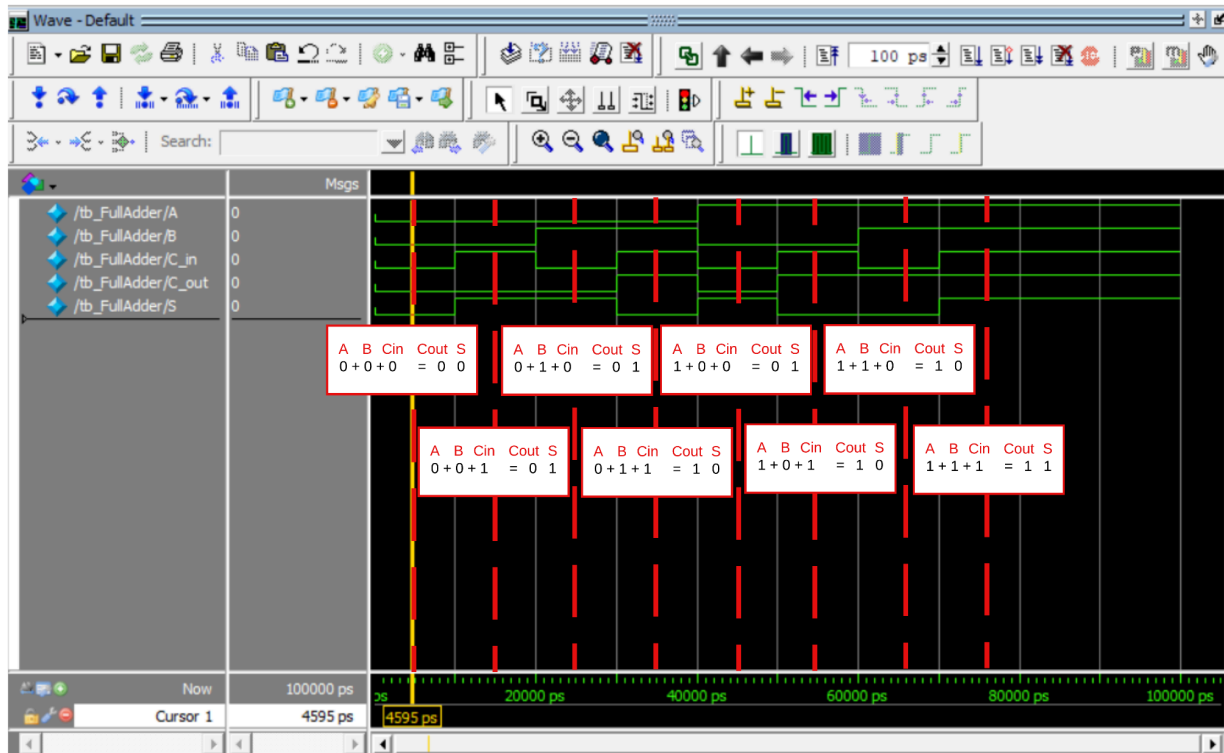 Wave - Default
100 ps
Search:
Msgs
/tb_FullAdder/A 0
/tb_FullAdder/B 0
/tb_FullAdder/C_in 0
/tb_FullAdder/C_out 0
/tb_FullAdder/S 0
A B Cin Cout S
0 + 0 + 0 = 0 0
A B Cin Cout S
0 + 1 + 0 = 0 1
A B Cin Cout S
1 + 0 + 0 = 0 1
A B Cin Cout S
1 + 1 + 0 = 1 0
A B Cin Cout S
0 + 0 + 1 = 0 1
A B Cin Cout S
0 + 1 + 1 = 1 0
A B Cin Cout S
1 + 0 + 1 = 1 0
A B Cin Cout S
1 + 1 + 1 = 1 1
Now 100000 ps
ps 20000 ps 40000 ps 60000 ps 80000 ps 100000 ps
Cursor 1 4595 ps 4595 ps